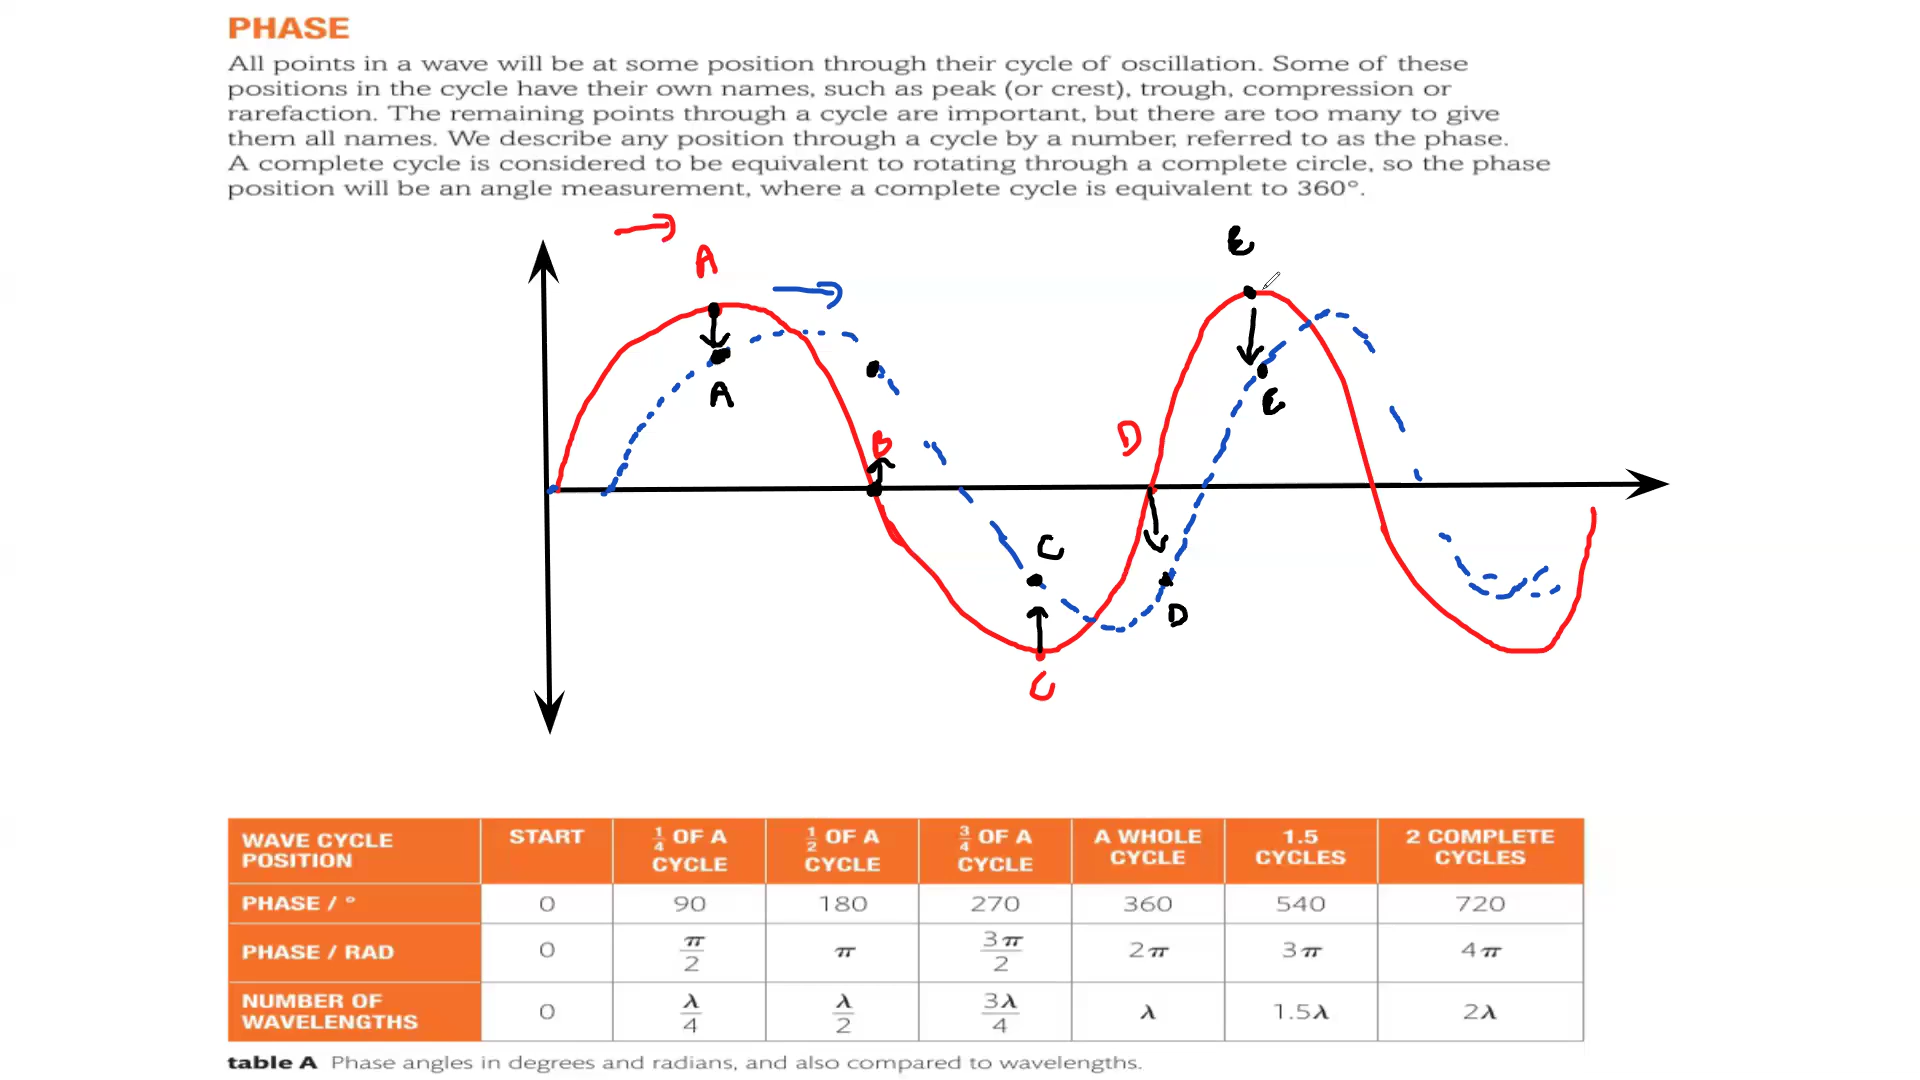 PHASE
All points in a wave will be at some position through their cycle of oscillation. Some of these
positions in the cycle have their own names, such as peak (or crest), trough, compression or
rarefaction. The remaining points through a cycle are important, but there are too many to give
them all names. We describe any position through a cycle by a number, referred to as the phase.
A complete cycle is considered to be equivalent to rotating through a complete circle, so the phase
position will be an angle measurement, where a complete cycle is equivalent to 360°.
E
A
A
B
D
E
C
D
C
WAVE CYCLE POSITION START 1/4 OF A CYCLE 1/2 OF A CYCLE 3/4 OF A CYCLE A WHOLE CYCLE 1.5 CYCLES 2 COMPLETE CYCLES
PHASE / ° 0 90 180 270 360 540 720
PHASE / RAD 0 π/2 π 3π/2 2π 3π 4π
NUMBER OF WAVELENGTHS 0 λ/4 λ/2 3λ/4 λ 1.5λ 2λ
table A Phase angles in degrees and radians, and also compared to wavelengths.